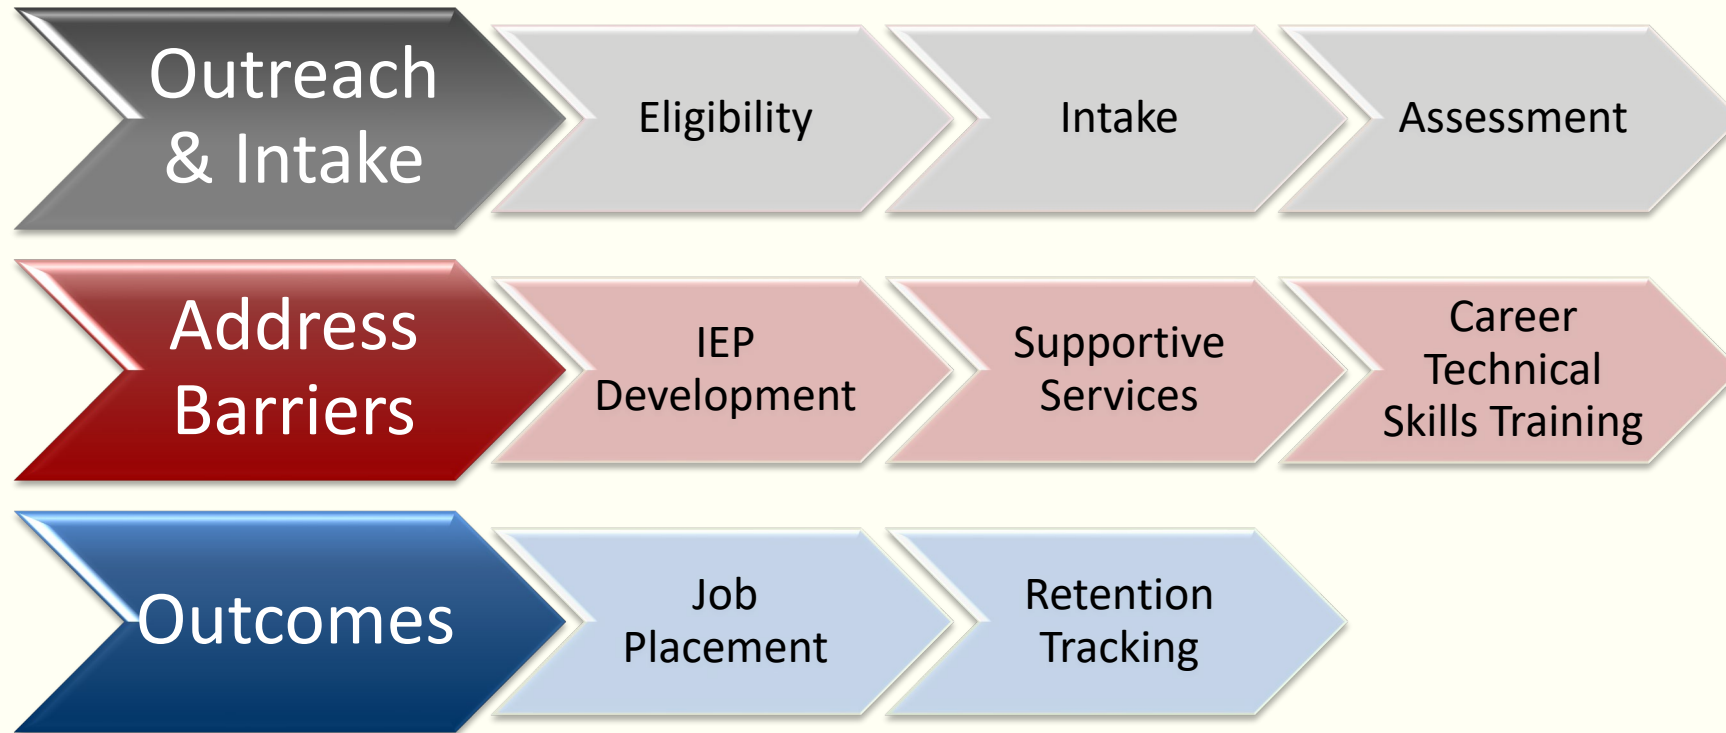 Outreach
& Intake
Eligibility
Intake
Assessment
Address
Barriers
IEP
Development
Supportive
Services
Career
Technical
Skills Training
Outcomes
Job
Placement
Retention
Tracking